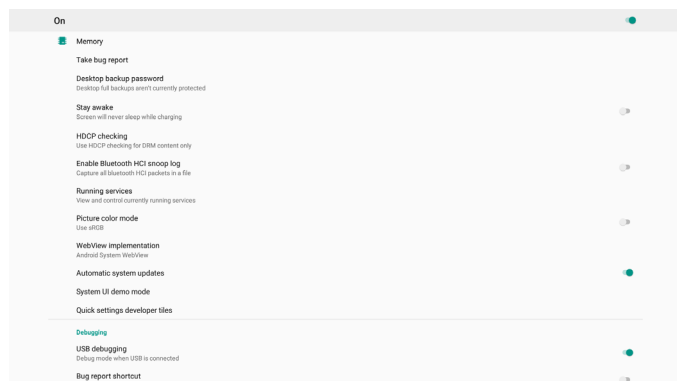 On
Memory
Take bug report
Desktop backup password
Desktop full backups aren't currently protected
Stay awake
Screen will never sleep while charging
HDCP checking
Use HDCP checking for DRM content only
Enable Bluetooth HCI snoop log
Capture all bluetooth HCI packets in a file
Running services
View and control currently running services
Picture color mode
Use sRGB
WebView implementation
Android System WebView
Automatic system updates
System UI demo mode
Quick settings developer tiles
Debugging
USB debugging
Debug mode when USB is connected
Bug report shortcut